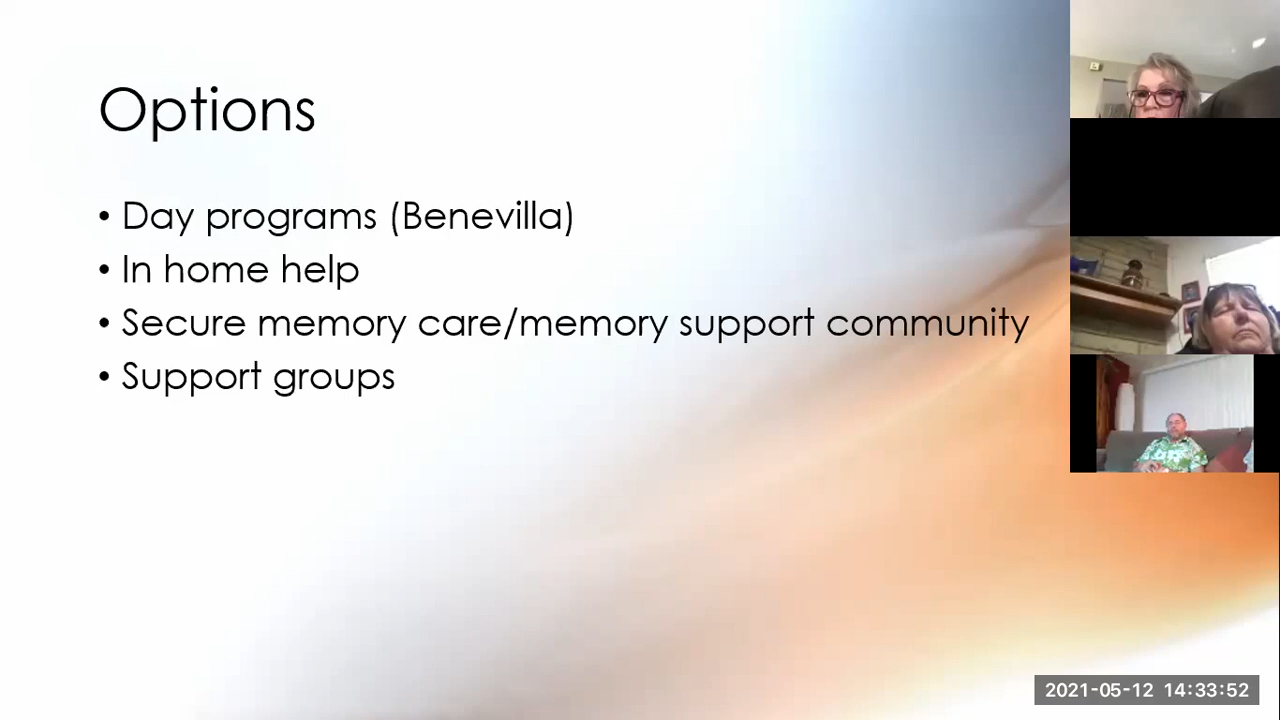 Options
• Day programs (Benevilla)
• In home help
• Secure memory care/memory support community
• Support groups
2021-05-12 14:33:52